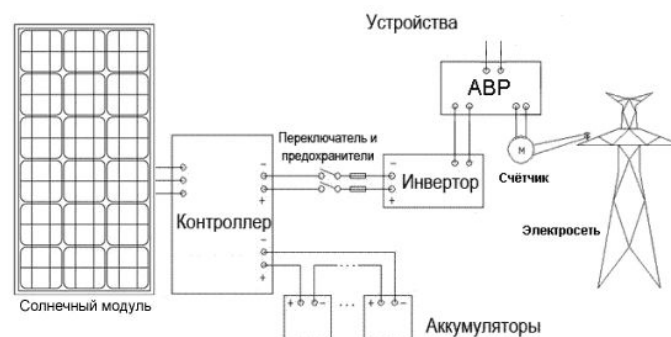 Устройства
АВР
Переключатель и
предохранители
М
Счётчик
Инвертор
Контроллер
Электросеть
Солнечный модуль
Аккумуляторы